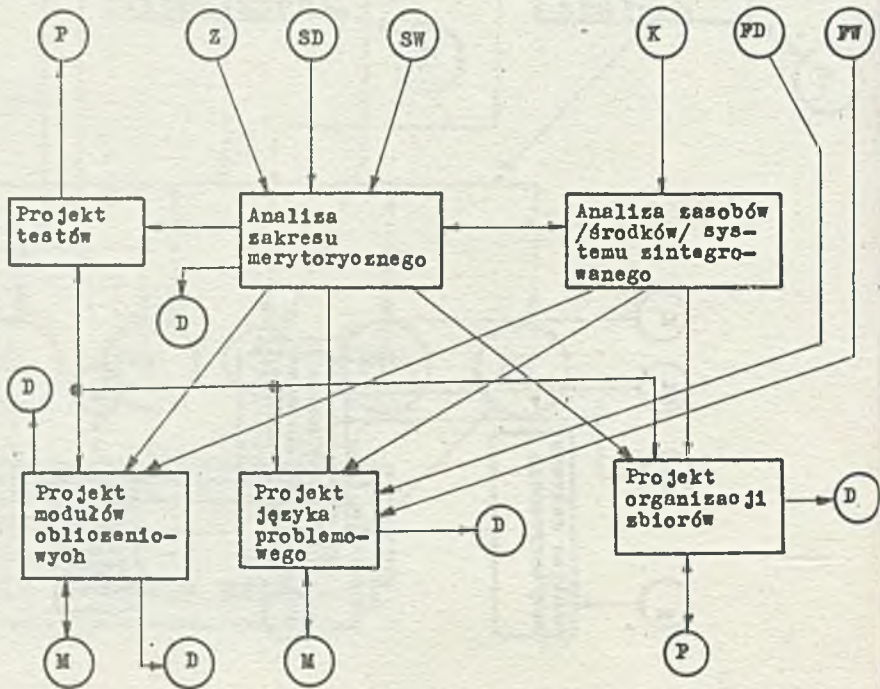 P
Z
SD
SW
K
FD
FW
Projekt
testów
Analiza
zakresu
merytorycznego
Analiza zasobów
/środków/ sys-
temu zintegro-
wanego
D
D
Projekt
modułów
obliczenio-
wych
Projekt
języka
problemo-
wego
D
Projekt
organizacji
zbiorów
D
M
D
M
P